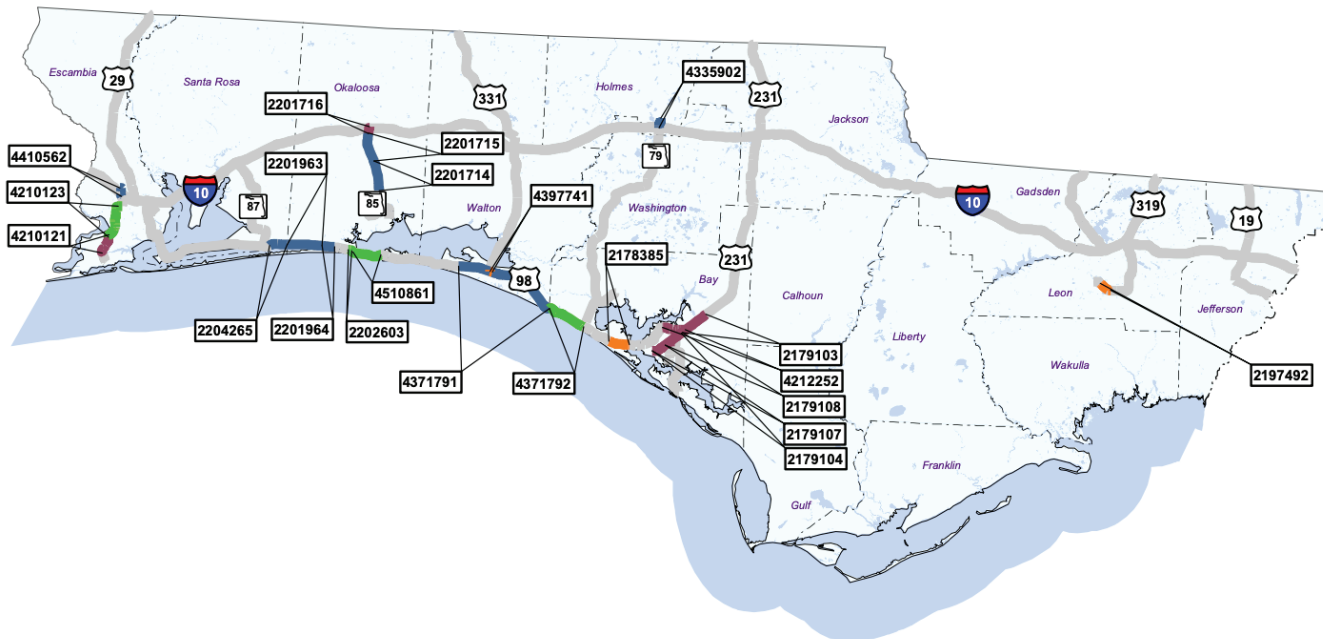 Escambia
29
Santa Rosa
Okaloosa
331
Holmes
4335902
231
Jackson
2201716
2201715
79
4410562
2201963
2201714
10
4210123
87
85
4397741
Walton
Washington
10
Gadsden
319
19
4210121
2178385
231
98
Bay
4510861
Calhoun
Leon
Jefferson
2204265
2201964
2202603
Liberty
2179103
Wakulla
4371791
4371792
4212252
2197492
2179108
2179107
2179104
Franklin
Gulf